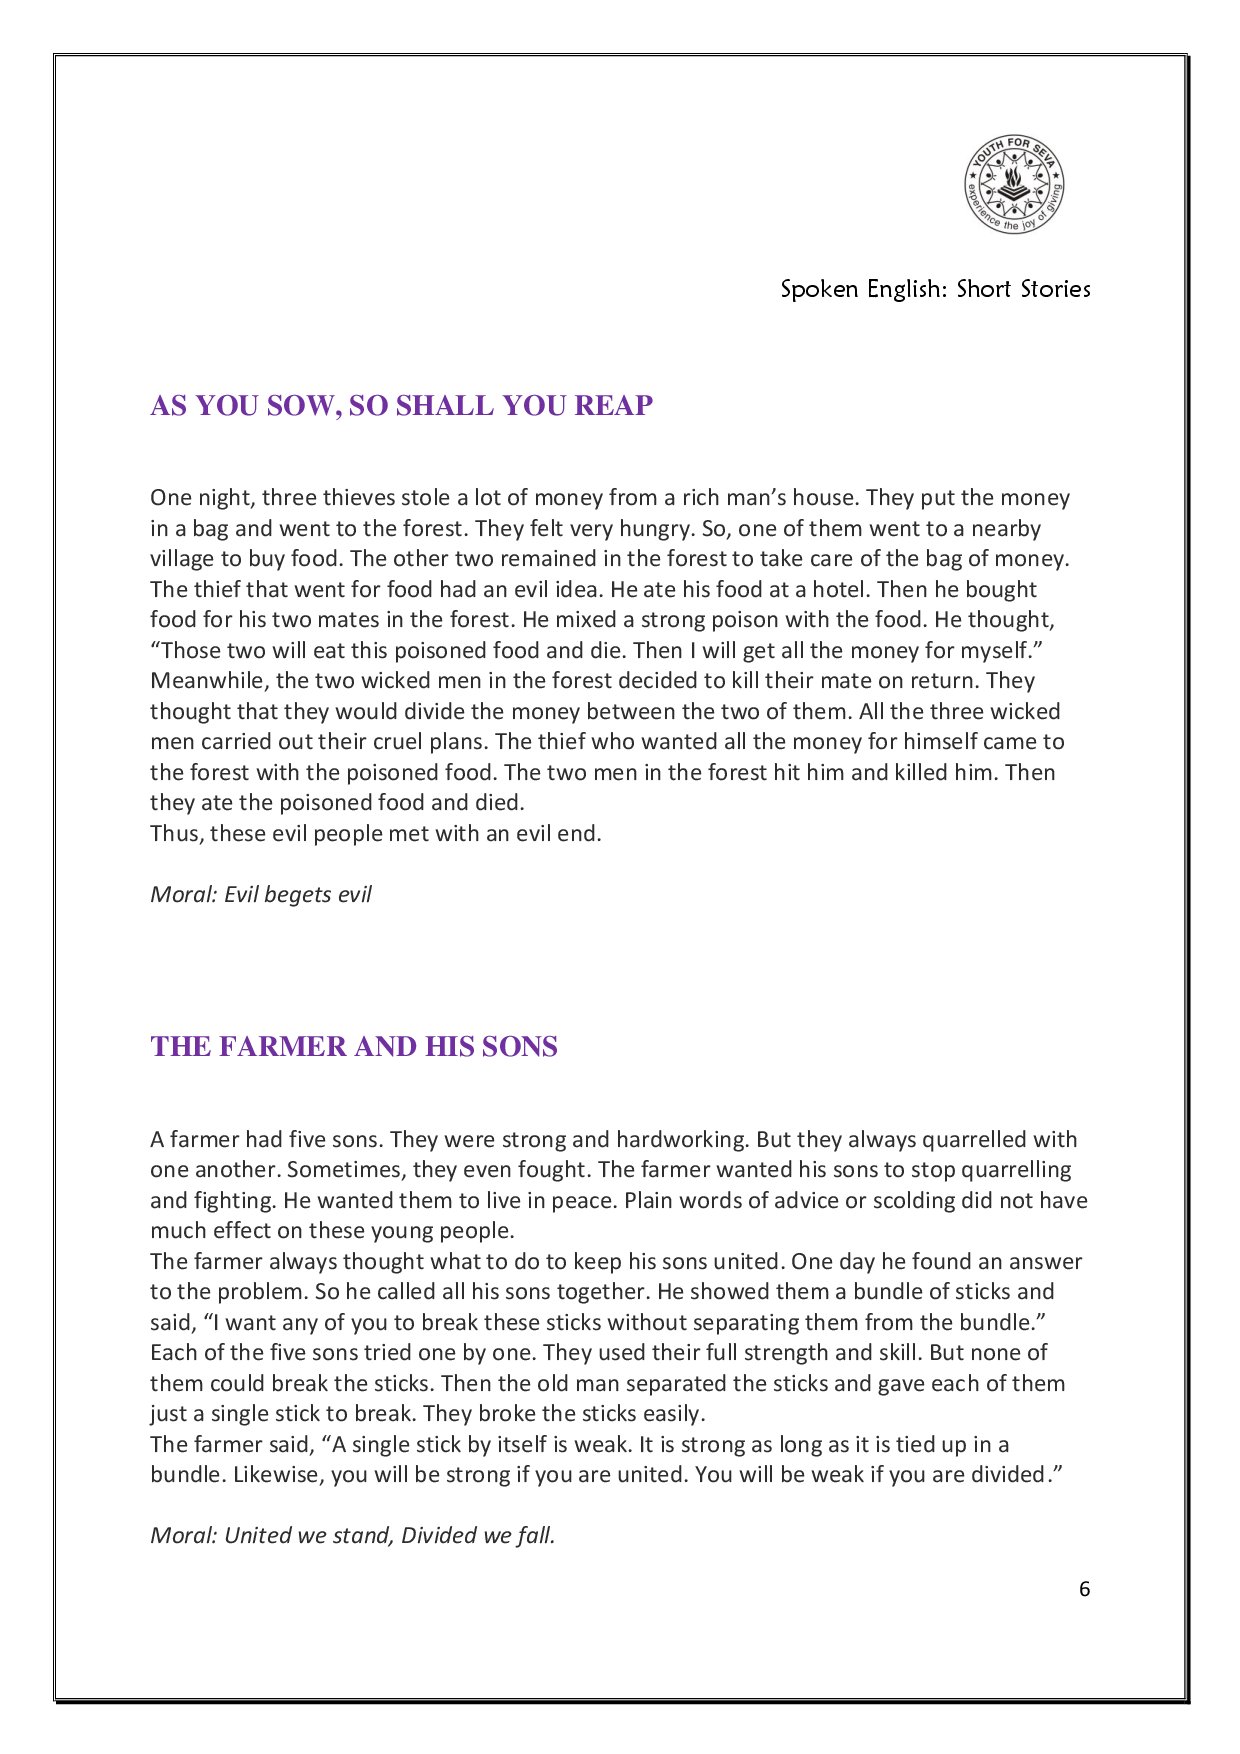 YOUTH FOR SEVA
experience the joy of giving
Spoken English: Short Stories
AS YOU SOW, SO SHALL YOU REAP
One night, three thieves stole a lot of money from a rich man’s house. They put the money
in a bag and went to the forest. They felt very hungry. So, one of them went to a nearby
village to buy food. The other two remained in the forest to take care of the bag of money.
The thief that went for food had an evil idea. He ate his food at a hotel. Then he bought
food for his two mates in the forest. He mixed a strong poison with the food. He thought,
“Those two will eat this poisoned food and die. Then I will get all the money for myself.”
Meanwhile, the two wicked men in the forest decided to kill their mate on return. They
thought that they would divide the money between the two of them. All the three wicked
men carried out their cruel plans. The thief who wanted all the money for himself came to
the forest with the poisoned food. The two men in the forest hit him and killed him. Then
they ate the poisoned food and died.
Thus, these evil people met with an evil end.
Moral: Evil begets evil
THE FARMER AND HIS SONS
A farmer had five sons. They were strong and hardworking. But they always quarrelled with
one another. Sometimes, they even fought. The farmer wanted his sons to stop quarrelling
and fighting. He wanted them to live in peace. Plain words of advice or scolding did not have
much effect on these young people.
The farmer always thought what to do to keep his sons united. One day he found an answer
to the problem. So he called all his sons together. He showed them a bundle of sticks and
said, “I want any of you to break these sticks without separating them from the bundle.”
Each of the five sons tried one by one. They used their full strength and skill. But none of
them could break the sticks. Then the old man separated the sticks and gave each of them
just a single stick to break. They broke the sticks easily.
The farmer said, “A single stick by itself is weak. It is strong as long as it is tied up in a
bundle. Likewise, you will be strong if you are united. You will be weak if you are divided.”
Moral: United we stand, Divided we fall.
6